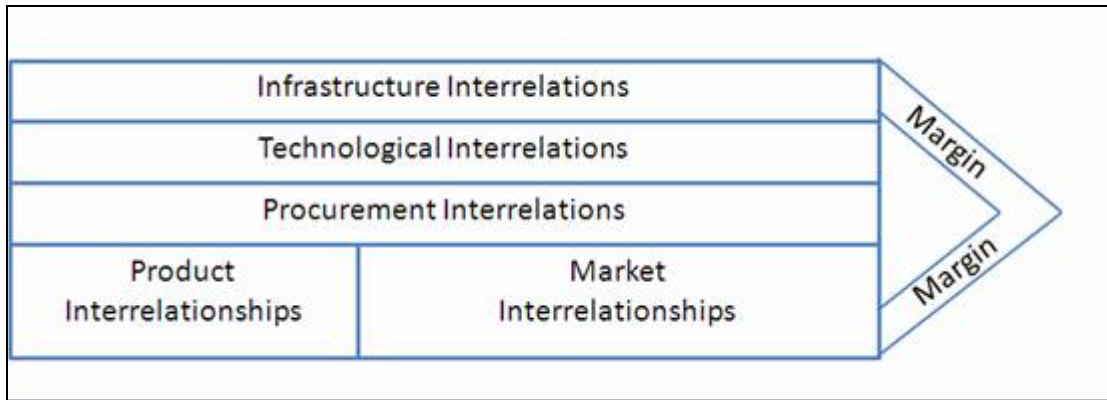 Infrastructure Interrelations
Technological Interrelations
Procurement Interrelations
Product
Interrelationships
Market
Interrelationships
Margin
Margin